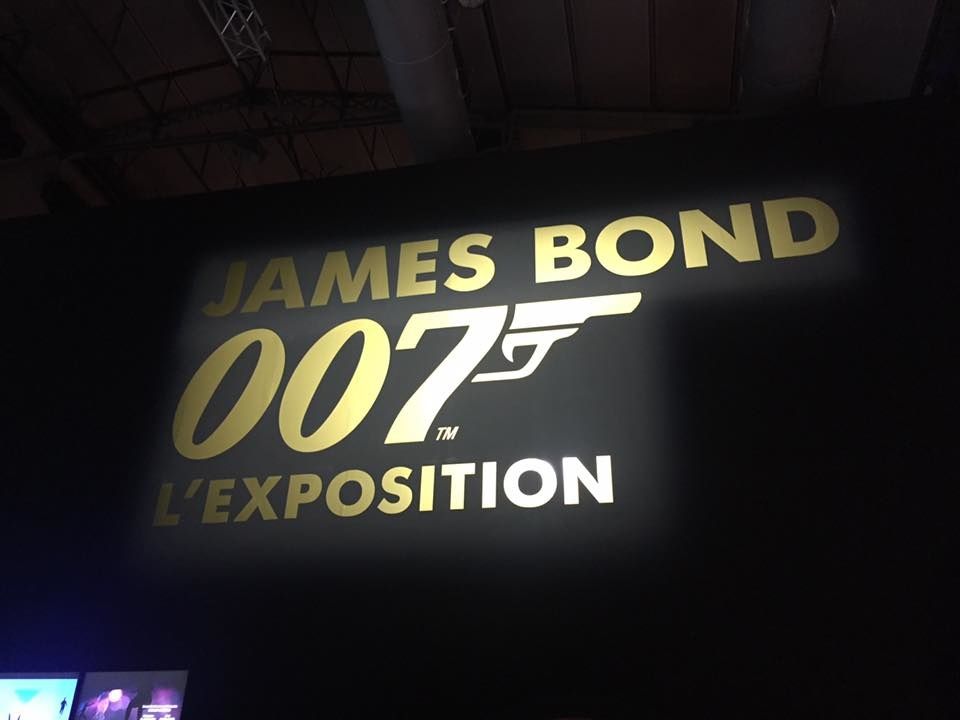 JAMES BOND
007
TM
L'EXPOSITION